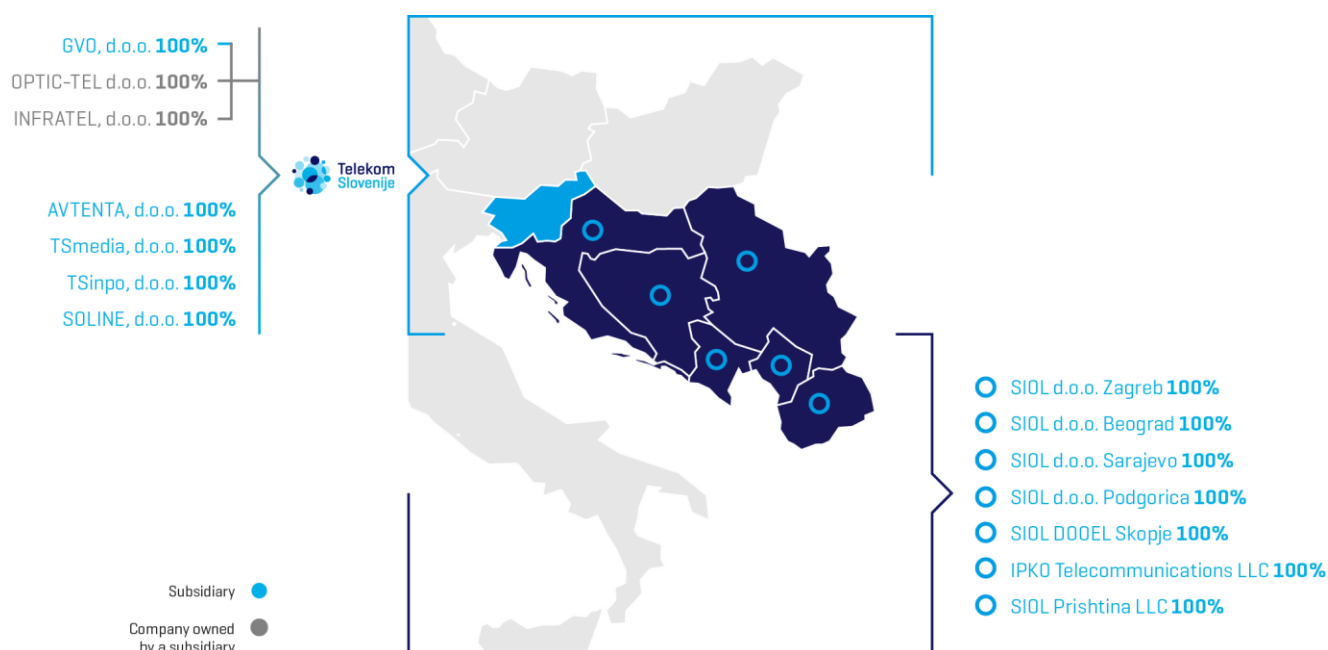 GVO, d.o.o. 100%
OPTIC-TEL d.o.o. 100%
INFRATEL, d.o.o. 100%
Telekom
Slovenije
AVTENTA, d.o.o. 100%
TSmedia, d.o.o. 100%
TSinpo, d.o.o. 100%
SOLINE, d.o.o. 100%
SIOL d.o.o. Zagreb 100%
SIOL d.o.o. Beograd 100%
SIOL d.o.o. Sarajevo 100%
SIOL d.o.o. Podgorica 100%
SIOL DOOEL Skopje 100%
IPKO Telecommunications LLC 100%
SIOL Prishtina LLC 100%
Subsidiary
Company owned
by a subsidiary